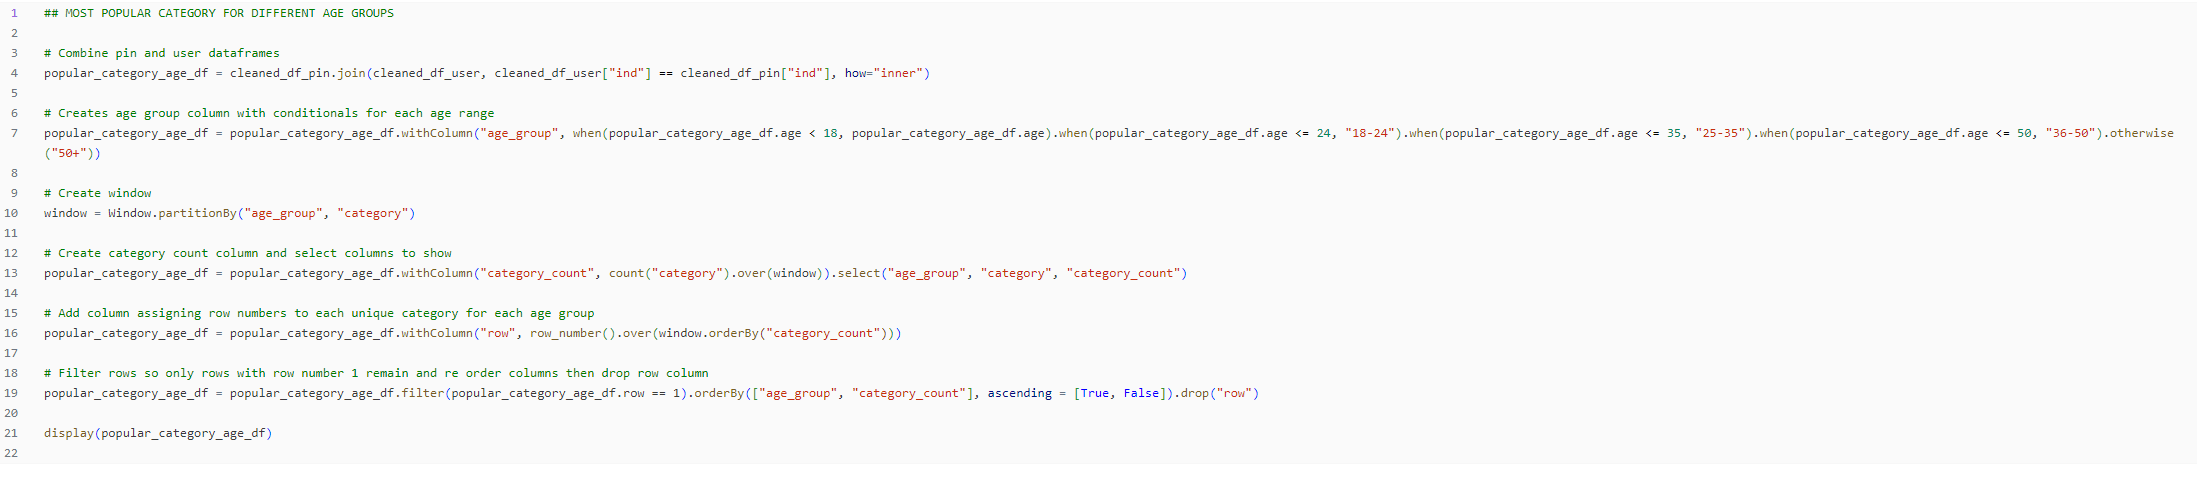 1 ## MOST POPULAR CATEGORY FOR DIFFERENT AGE GROUPS
2
3 # Combine pin and user dataframes
4 popular_category_age_df = cleaned_df_pin.join(cleaned_df_user, cleaned_df_user["ind"] == cleaned_df_pin["ind"], how="inner")
5
6 # Creates age group column with conditionals for each age range
7 popular_category_age_df = popular_category_age_df.withColumn("age_group", when(popular_category_age_df.age < 18, popular_category_age_df.age).when(popular_category_age_df.age <= 24, "18-24").when(popular_category_age_df.age <= 35, "25-35").when(popular_category_age_df.age <= 50, "36-50").otherwise
("50+"))
8
9 # Create window
10 window = Window.partitionBy("age_group", "category")
11
12 # Create category count column and select columns to show
13 popular_category_age_df = popular_category_age_df.withColumn("category_count", count("category").over(window)).select("age_group", "category", "category_count")
14
15 # Add column assigning row numbers to each unique category for each age group
16 popular_category_age_df = popular_category_age_df.withColumn("row", row_number().over(window.orderBy("category_count")))
17
18 # Filter rows so only rows with row number 1 remain and re order columns then drop row column
19 popular_category_age_df = popular_category_age_df.filter(popular_category_age_df.row == 1).orderBy(["age_group", "category_count"], ascending = [True, False]).drop("row")
20
21 display(popular_category_age_df)
22